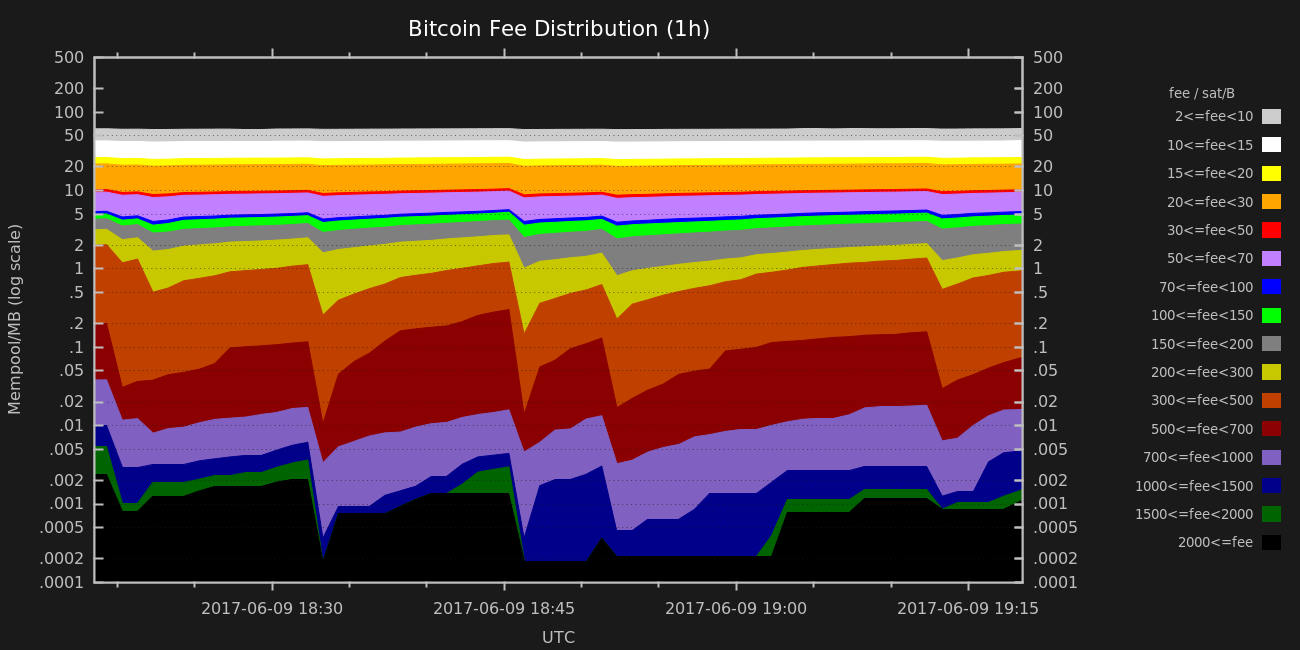 Bitcoin Fee Distribution (1h)
Mempool/MB (log scale)
500
200
100
50
20
10
5
2
1
.5
.2
.1
.05
.02
.01
.005
.002
.001
.0005
.0002
.0001
500
200
100
50
20
10
5
2
1
.5
.2
.1
.05
.02
.01
.005
.002
.001
.0005
.0002
.0001
fee / sat/B
2<=fee<10
10<=fee<15
15<=fee<20
20<=fee<30
30<=fee<50
50<=fee<70
70<=fee<100
100<=fee<150
150<=fee<200
200<=fee<300
300<=fee<500
500<=fee<700
700<=fee<1000
1000<=fee<1500
1500<=fee<2000
2000<=fee
2017-06-09 18:30 2017-06-09 18:45 2017-06-09 19:00 2017-06-09 19:15
UTC